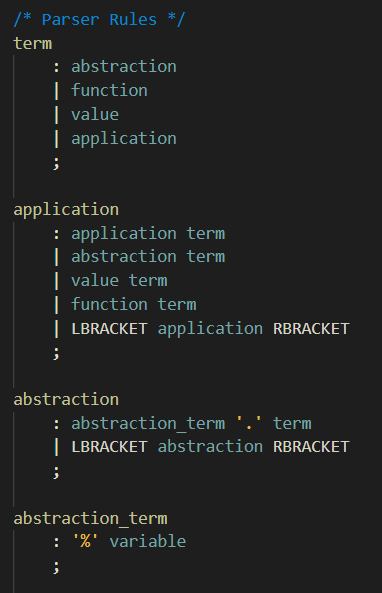 /* Parser Rules */
term
    : abstraction
    | function
    | value
    | application
    ;
application
    : application term
    | abstraction term
    | value term
    | function term
    | LBRACKET application RBRACKET
    ;
abstraction
    : abstraction_term '.' term
    | LBRACKET abstraction RBRACKET
    ;
abstraction_term
    : '%' variable
    ;